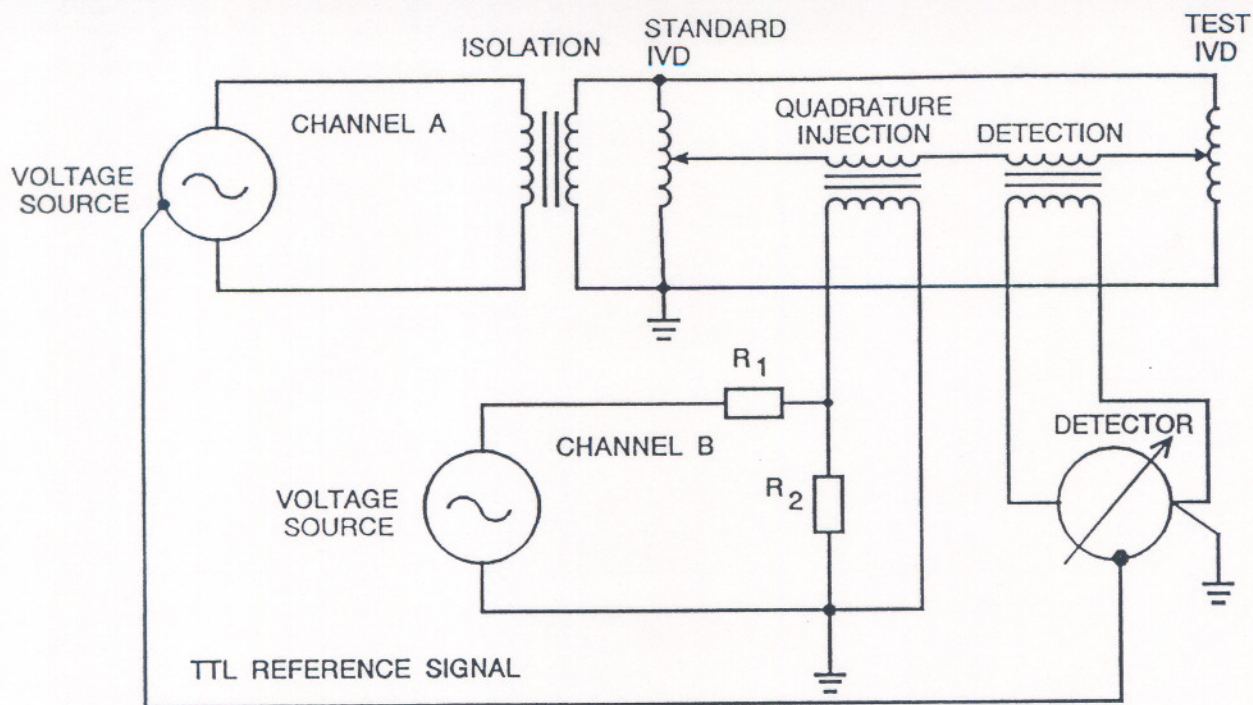 ISOLATION
STANDARD
IVD
TEST
IVD
CHANNEL A
QUADRATURE
INJECTION
DETECTION
VOLTAGE
SOURCE
R1
CHANNEL B
DETECTOR
R2
VOLTAGE
SOURCE
TTL REFERENCE SIGNAL